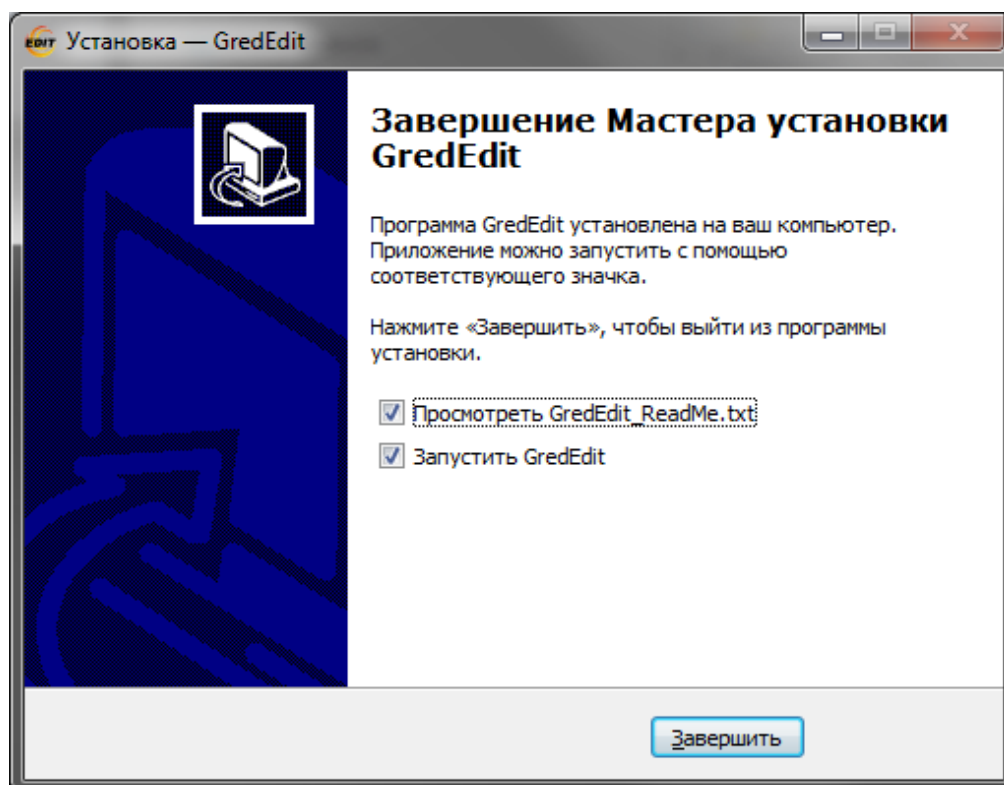 EDIT Установка — GredEdit
Завершение Мастера установки
GredEdit
Программа GredEdit установлена на ваш компьютер.
Приложение можно запустить с помощью
соответствующего значка.
Нажмите «Завершить», чтобы выйти из программы
установки.
Просмотреть GredEdit_ReadMe.txt
Запустить GredEdit
Завершить